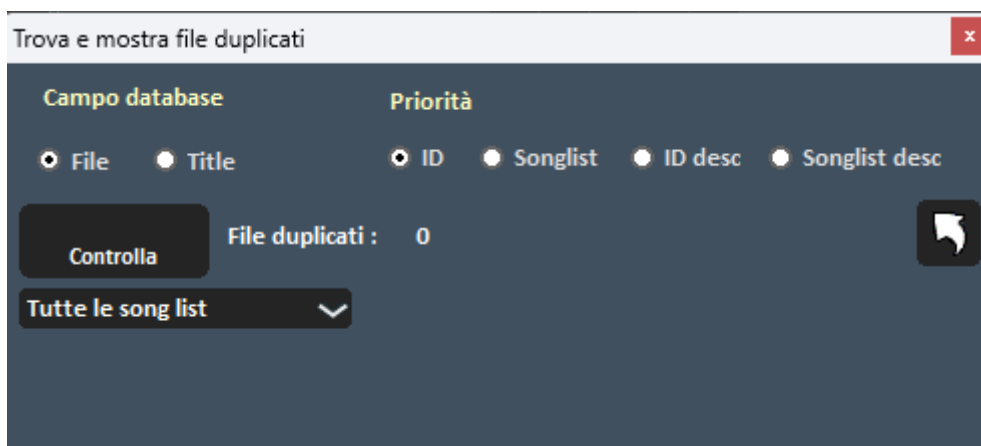 Trova e mostra file duplicati
x
Campo database
Priorità
File Title
ID Songlist ID desc Songlist desc
Controlla
File duplicati : 0
Tutte le song list